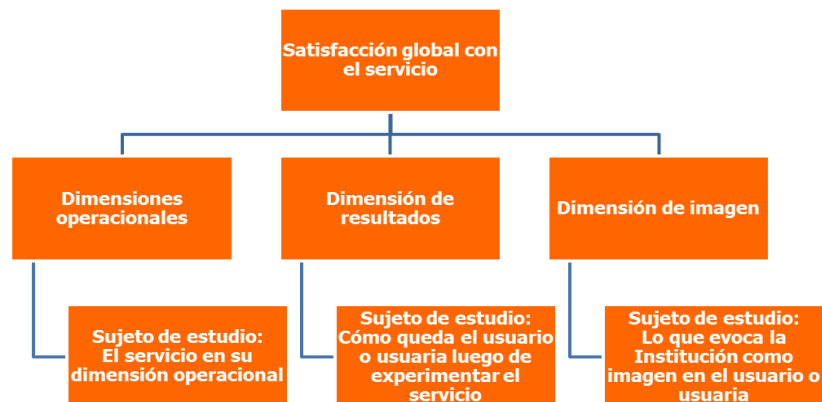 Satisfacción global con
el servicio
Dimensiones
operacionales
Dimensión de
resultados
Dimensión de imagen
Sujeto de estudio:
El servicio en su
dimensión operacional
Sujeto de estudio:
Cómo queda el usuario
o usuaria luego de
experimentar el
servicio
Sujeto de estudio:
Lo que evoca la
Institución como
imagen en el usuario o
usuaria